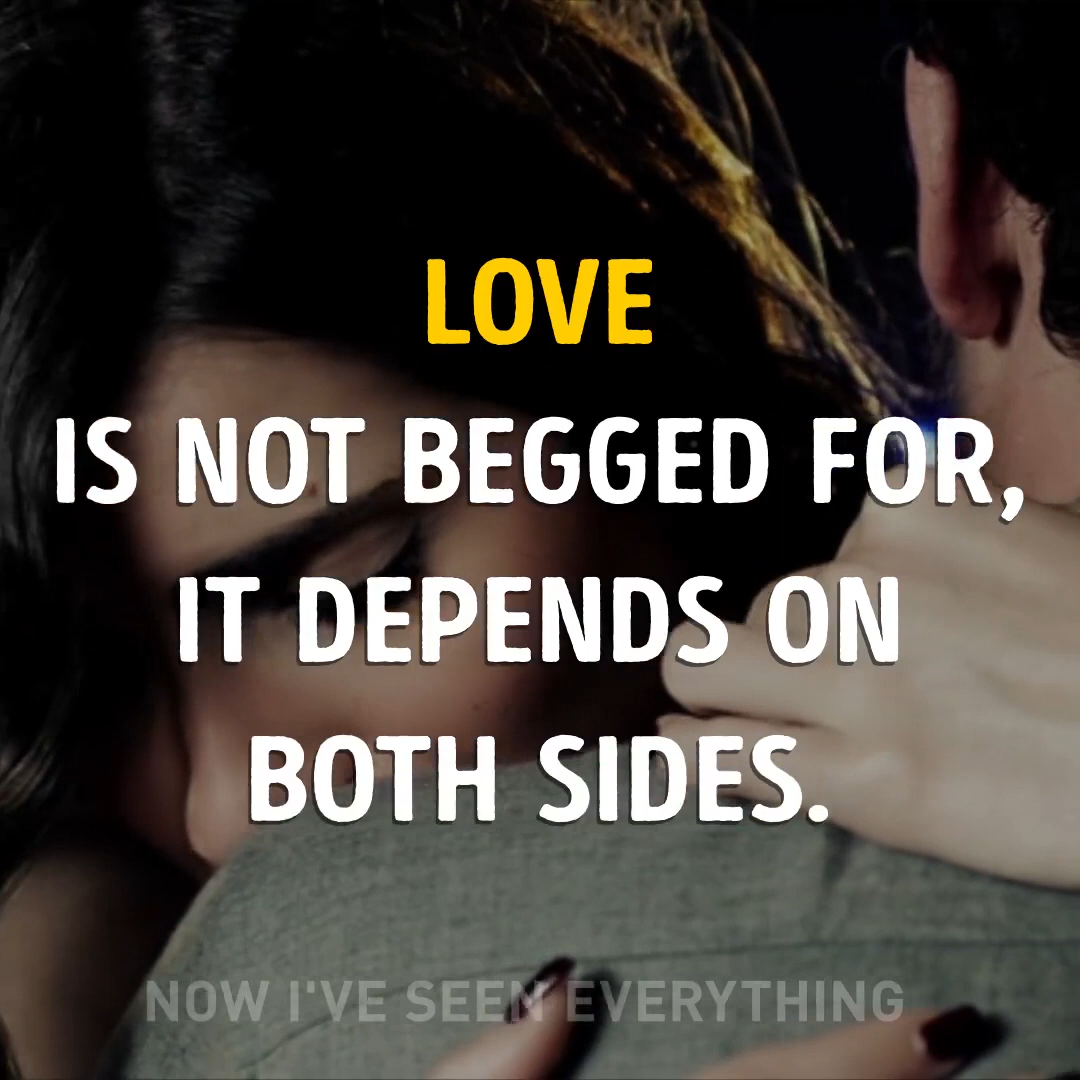 LOVE
IS NOT BEGGED FOR,
IT DEPENDS ON
BOTH SIDES.
NOW I'VE SEEN EVERYTHING